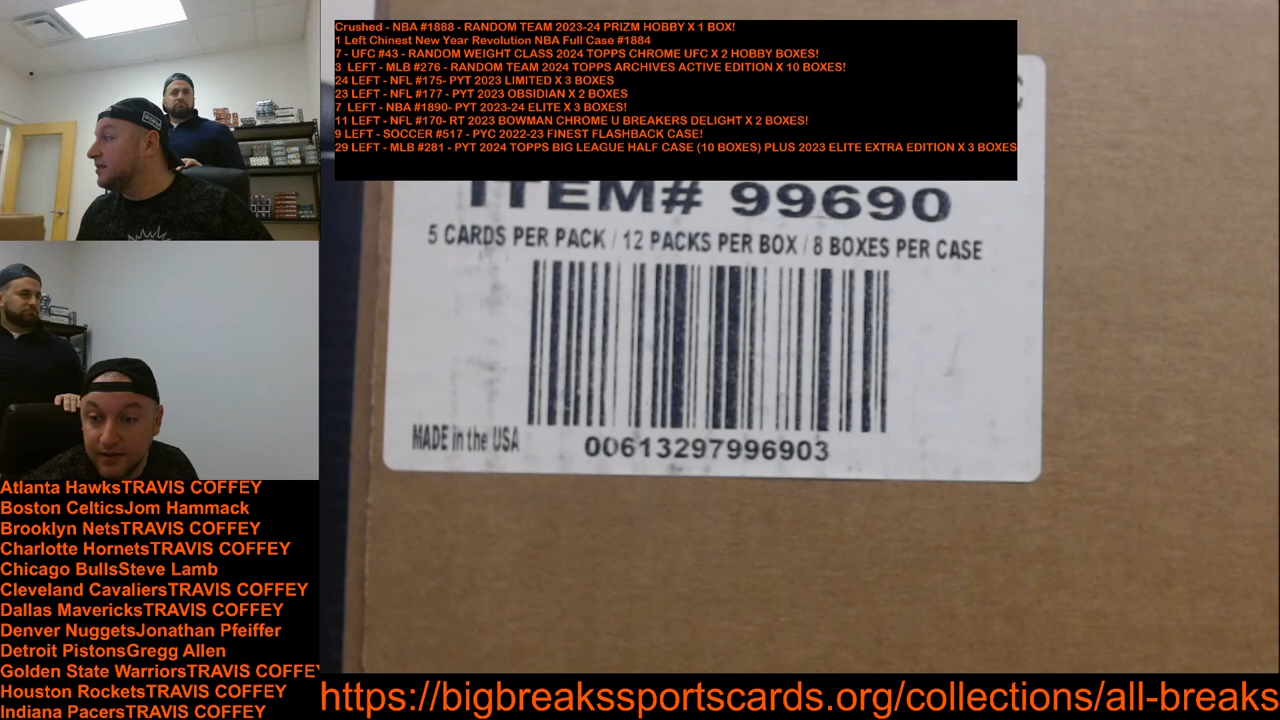 Crushed - NBA #1888 - RANDOM TEAM 2023-24 PRIZM HOBBY X 1 BOX!
1 Left Chinest New Year Revolution NBA Full Case #1884
7 - UFC #43 - RANDOM WEIGHT CLASS 2024 TOPPS CHROME UFC X 2 HOBBY BOXES!
3 LEFT - MLB #276 - RANDOM TEAM 2024 TOPPS ARCHIVES ACTIVE EDITION X 10 BOXES!
24 LEFT - NFL #175- PYT 2023 LIMITED X 3 BOXES
23 LEFT - NFL #177 - PYT 2023 OBSIDIAN X 2 BOXES
7 LEFT - NBA #1890- PYT 2023-24 ELITE X 3 BOXES!
11 LEFT - NFL #170- RT 2023 BOWMAN CHROME U BREAKERS DELIGHT X 2 BOXES!
9 LEFT - SOCCER #517 - PYC 2022-23 FINEST FLASHBACK CASE!
29 LEFT - MLB #281 - PYT 2024 TOPPS BIG LEAGUE HALF CASE (10 BOXES) PLUS 2023 ELITE EXTRA EDITION X 3 BOXES
ITEM# 99690
5 CARDS PER PACK / 12 PACKS PER BOX / 8 BOXES PER CASE
MADE in the USA
00613297996903
Atlanta HawksTRAVIS COFFEY
Boston CelticsJom Hammack
Brooklyn NetsTRAVIS COFFEY
Charlotte HornetsTRAVIS COFFEY
Chicago BullsSteve Lamb
Cleveland CavaliersTRAVIS COFFEY
Dallas MavericksTRAVIS COFFEY
Denver NuggetsJonathan Pfeiffer
Detroit PistonsGregg Allen
Golden State WarriorsTRAVIS COFFEY
Houston RocketsTRAVIS COFFEY
Indiana PacersTRAVIS COFFEY
https://bigbreakssportscards.org/collections/all-breaks